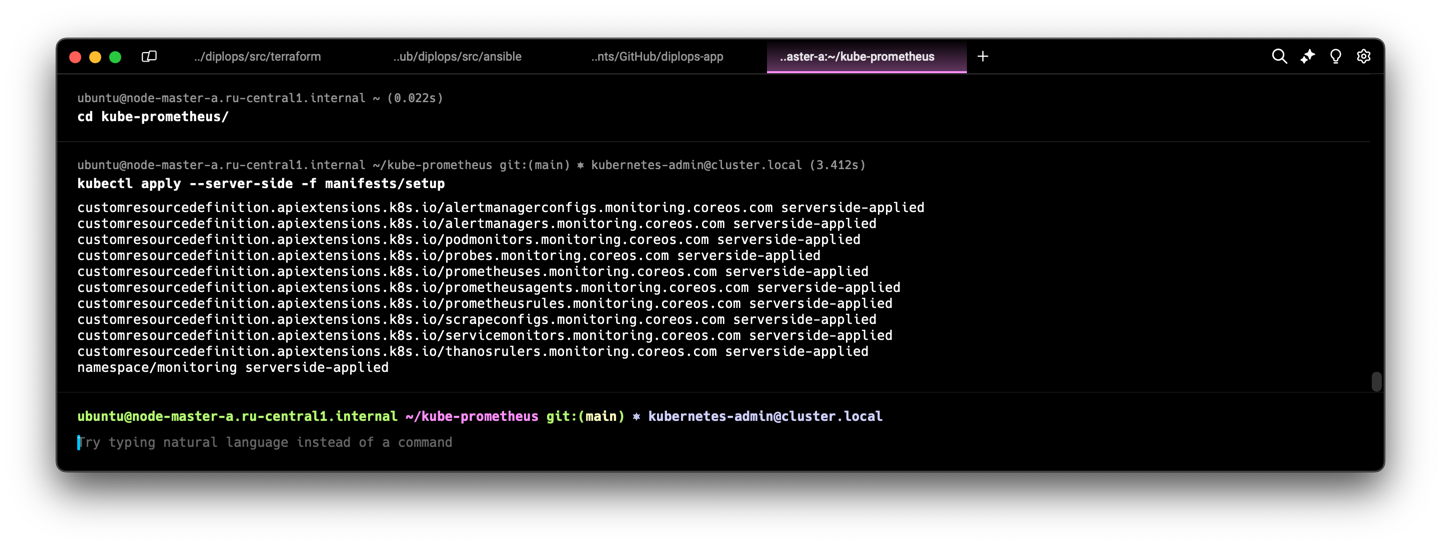 ../diplops/src/terraform
..ub/diplops/src/ansible
..nts/GitHub/diplops-app
..aster-a:~/kube-prometheus
ubuntu@node-master-a.ru-central1.internal ~ (0.022s)
cd kube-prometheus/
ubuntu@node-master-a.ru-central1.internal ~/kube-prometheus git:(main) ⎈ kubernetes-admin@cluster.local (3.412s)
kubectl apply --server-side -f manifests/setup
customresourcedefinition.apiextensions.k8s.io/alertmanagerconfigs.monitoring.coreos.com serverside-applied
customresourcedefinition.apiextensions.k8s.io/alertmanagers.monitoring.coreos.com serverside-applied
customresourcedefinition.apiextensions.k8s.io/podmonitors.monitoring.coreos.com serverside-applied
customresourcedefinition.apiextensions.k8s.io/probes.monitoring.coreos.com serverside-applied
customresourcedefinition.apiextensions.k8s.io/prometheuses.monitoring.coreos.com serverside-applied
customresourcedefinition.apiextensions.k8s.io/prometheusagents.monitoring.coreos.com serverside-applied
customresourcedefinition.apiextensions.k8s.io/prometheusrules.monitoring.coreos.com serverside-applied
customresourcedefinition.apiextensions.k8s.io/scrapeconfigs.monitoring.coreos.com serverside-applied
customresourcedefinition.apiextensions.k8s.io/servicemonitors.monitoring.coreos.com serverside-applied
customresourcedefinition.apiextensions.k8s.io/thanosrulers.monitoring.coreos.com serverside-applied
namespace/monitoring serverside-applied
ubuntu@node-master-a.ru-central1.internal ~/kube-prometheus git:(main) ⎈ kubernetes-admin@cluster.local
Try typing natural language instead of a command